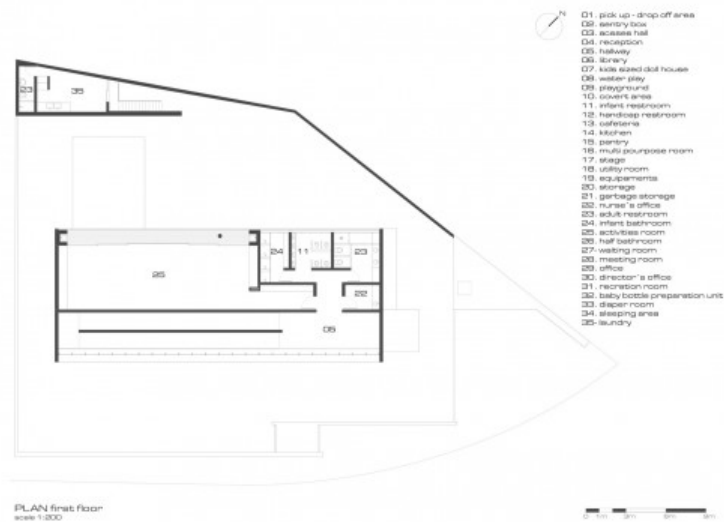 N
01. pick up - drop off area
02. sentry box
03. access hall
04. reception
05. hallway
06. library
07. kids sized doll house
08. water play
09. playground
10. covert area
11. infant restroom
12. handicap restroom
13. cafeteria
14. kitchen
15. pantry
16. multi pourpose room
17. stage
18. utility room
19. equipaments
20. storage
21. garbage storage
22. nurse´s office
23. adult restroom
24. infant bathroom
25. activities room
26. half bathroom
27- waiting room
28. meeting room
29. office
30. director´s office
31. recration room
32. baby bottle preparation unit
33. diaper room
34. sleeping area
35- laundry
23
35
25
24
11
23
22
05
PLAN first floor
scale 1:200
0 1m 3m